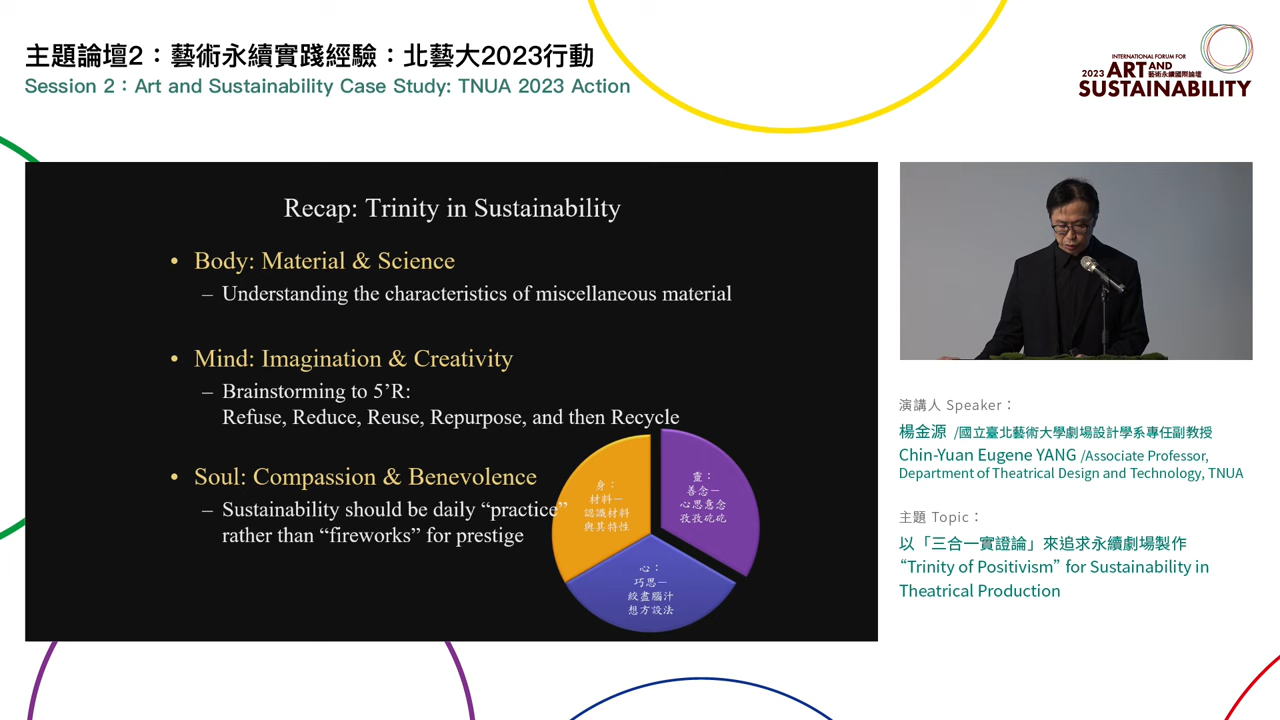 主題論壇2：藝術永續實踐經驗：北藝大2023行動
Session 2：Art and Sustainability Case Study: TNUA 2023 Action
INTERNATIONAL FORUM FOR
2023 ART AND 藝術永續國際論壇
SUSTAINABILITY
Recap: Trinity in Sustainability
• Body: Material & Science
– Understanding the characteristics of miscellaneous material
• Mind: Imagination & Creativity
– Brainstorming to 5’R:
Refuse, Reduce, Reuse, Repurpose, and then Recycle
• Soul: Compassion & Benevolence
– Sustainability should be daily “practice”
rather than “fireworks” for prestige
身：
材料－
認識材料
與其特性
靈：
善念－
心思意念
孜孜矻矻
心：
巧思－
絞盡腦汁
想方設法
演講人 Speaker：
楊金源 /國立臺北藝術大學劇場設計學系專任副教授
Chin-Yuan Eugene YANG /Associate Professor,
Department of Theatrical Design and Technology, TNUA
主題 Topic：
以「三合一實證論」來追求永續劇場製作
“Trinity of Positivism” for Sustainability in
Theatrical Production